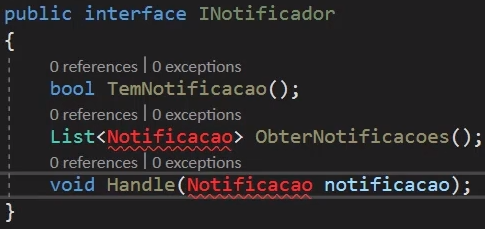 public interface INotificador
{
0 references | 0 exceptions
bool TemNotificacao();
0 references | 0 exceptions
List<Notificacao> ObterNotificacoes();
0 references | 0 exceptions
void Handle(Notificacao notificacao);
}